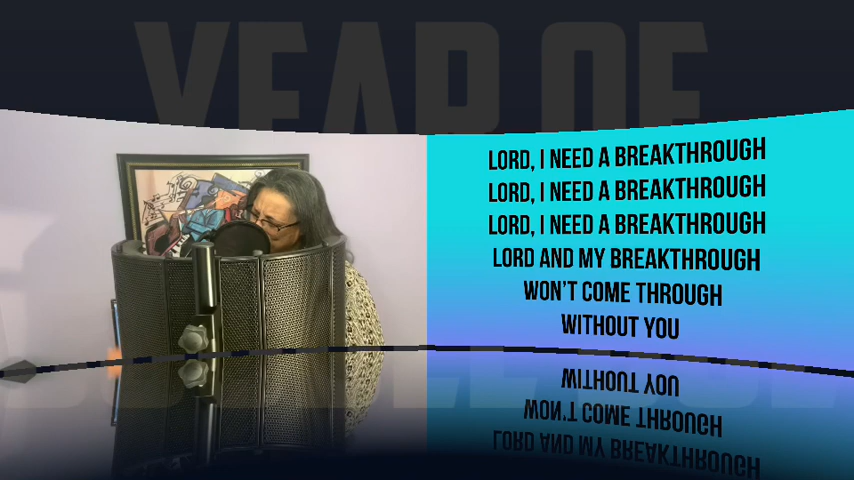 YEAR OF
LORD, I NEED A BREAKTHROUGH
LORD, I NEED A BREAKTHROUGH
LORD, I NEED A BREAKTHROUGH
LORD AND MY BREAKTHROUGH
WON'T COME THROUGH
WITHOUT YOU